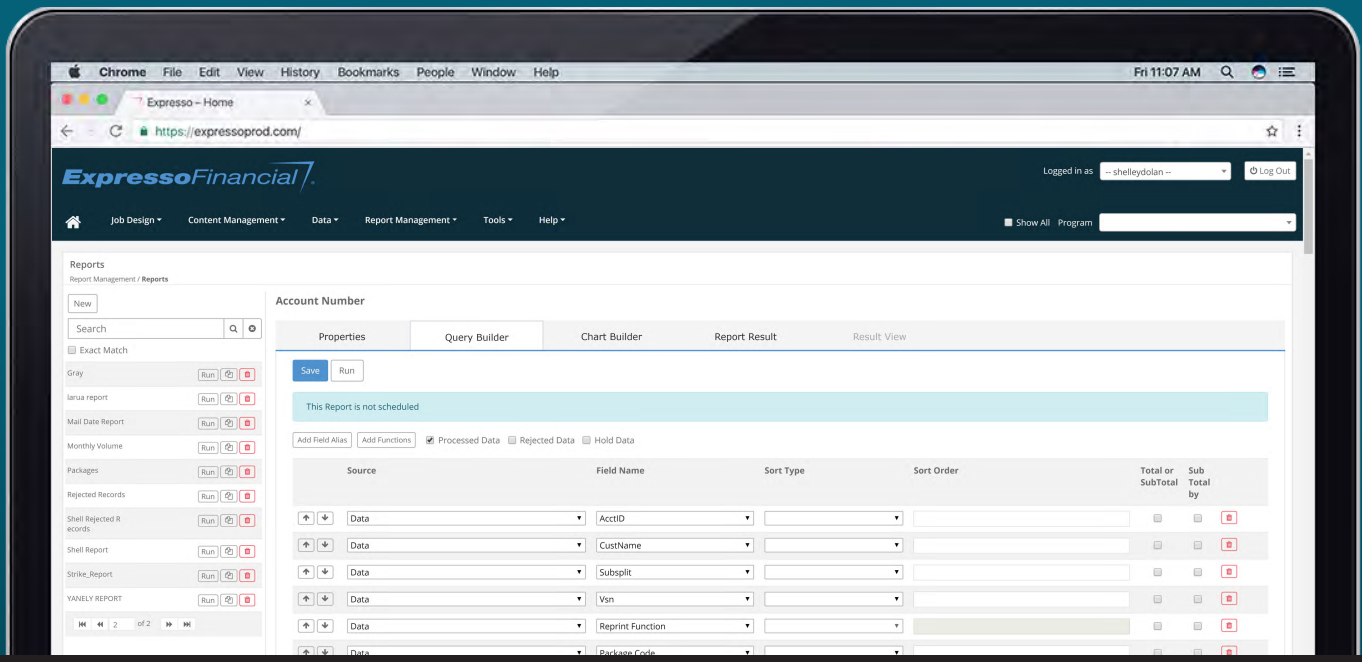 Chrome File Edit View History Bookmarks People Window Help Fri 11:07 AM
Expresso – Home ×
https://expressoprod.com/
ExpressoFinancial
Logged in as -- shelleydolan -- Log Out
Job Design Content Management Data Report Management Tools Help Show All Program
Reports
Report Management / Reports
New
Search
Exact Match
Gray Run
larua report Run
Mail Date Report Run
Monthly Volume Run
Packages Run
Rejected Records Run
Shell Rejected R
ecords Run
Shell Report Run
Strike_Report Run
YANELY REPORT Run
2 of 2
Account Number
Properties Query Builder Chart Builder Report Result Result View
Save Run
This Report is not scheduled
Add Field Alias Add Functions Processed Data Rejected Data Hold Data
Source Field Name Sort Type Sort Order Total or Sub
SubTotal Total
by
Data AcctID
Data CustName
Data Subsplit
Data Vsn
Data Reprint Function
Data Package Code